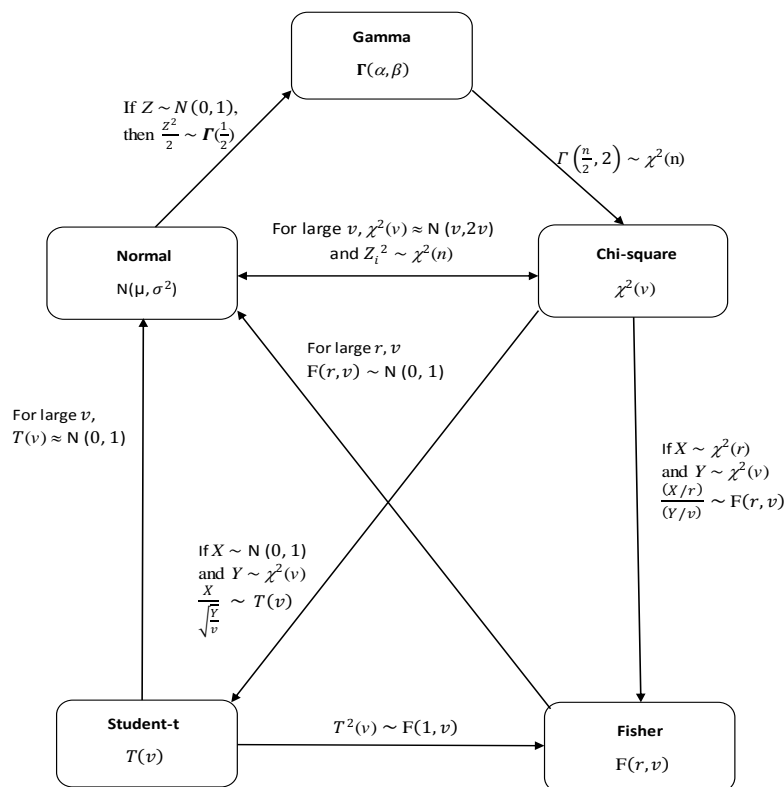 Gamma
Γ(α, β)
If Z ~ N(0, 1),
then Z²/2 ~ Γ(1/2)
Γ(n/2, 2) ~ χ²(n)
For large v, χ²(v) ≈ N (v,2v)
and Zᵢ² ~ χ²(n)
Normal
N(μ, σ²)
Chi-square
χ²(v)
For large r, v
F(r, v) ~ N (0, 1)
For large v,
T(v) ≈ N (0, 1)
If X ~ χ²(r)
and Y ~ χ²(v)
(X/r)/(Y/v) ~ F(r, v)
If X ~ N (0, 1)
and Y ~ χ²(v)
X/√(Y/v) ~ T(v)
Student-t
T(v)
T²(v) ~ F(1, v)
Fisher
F(r, v)